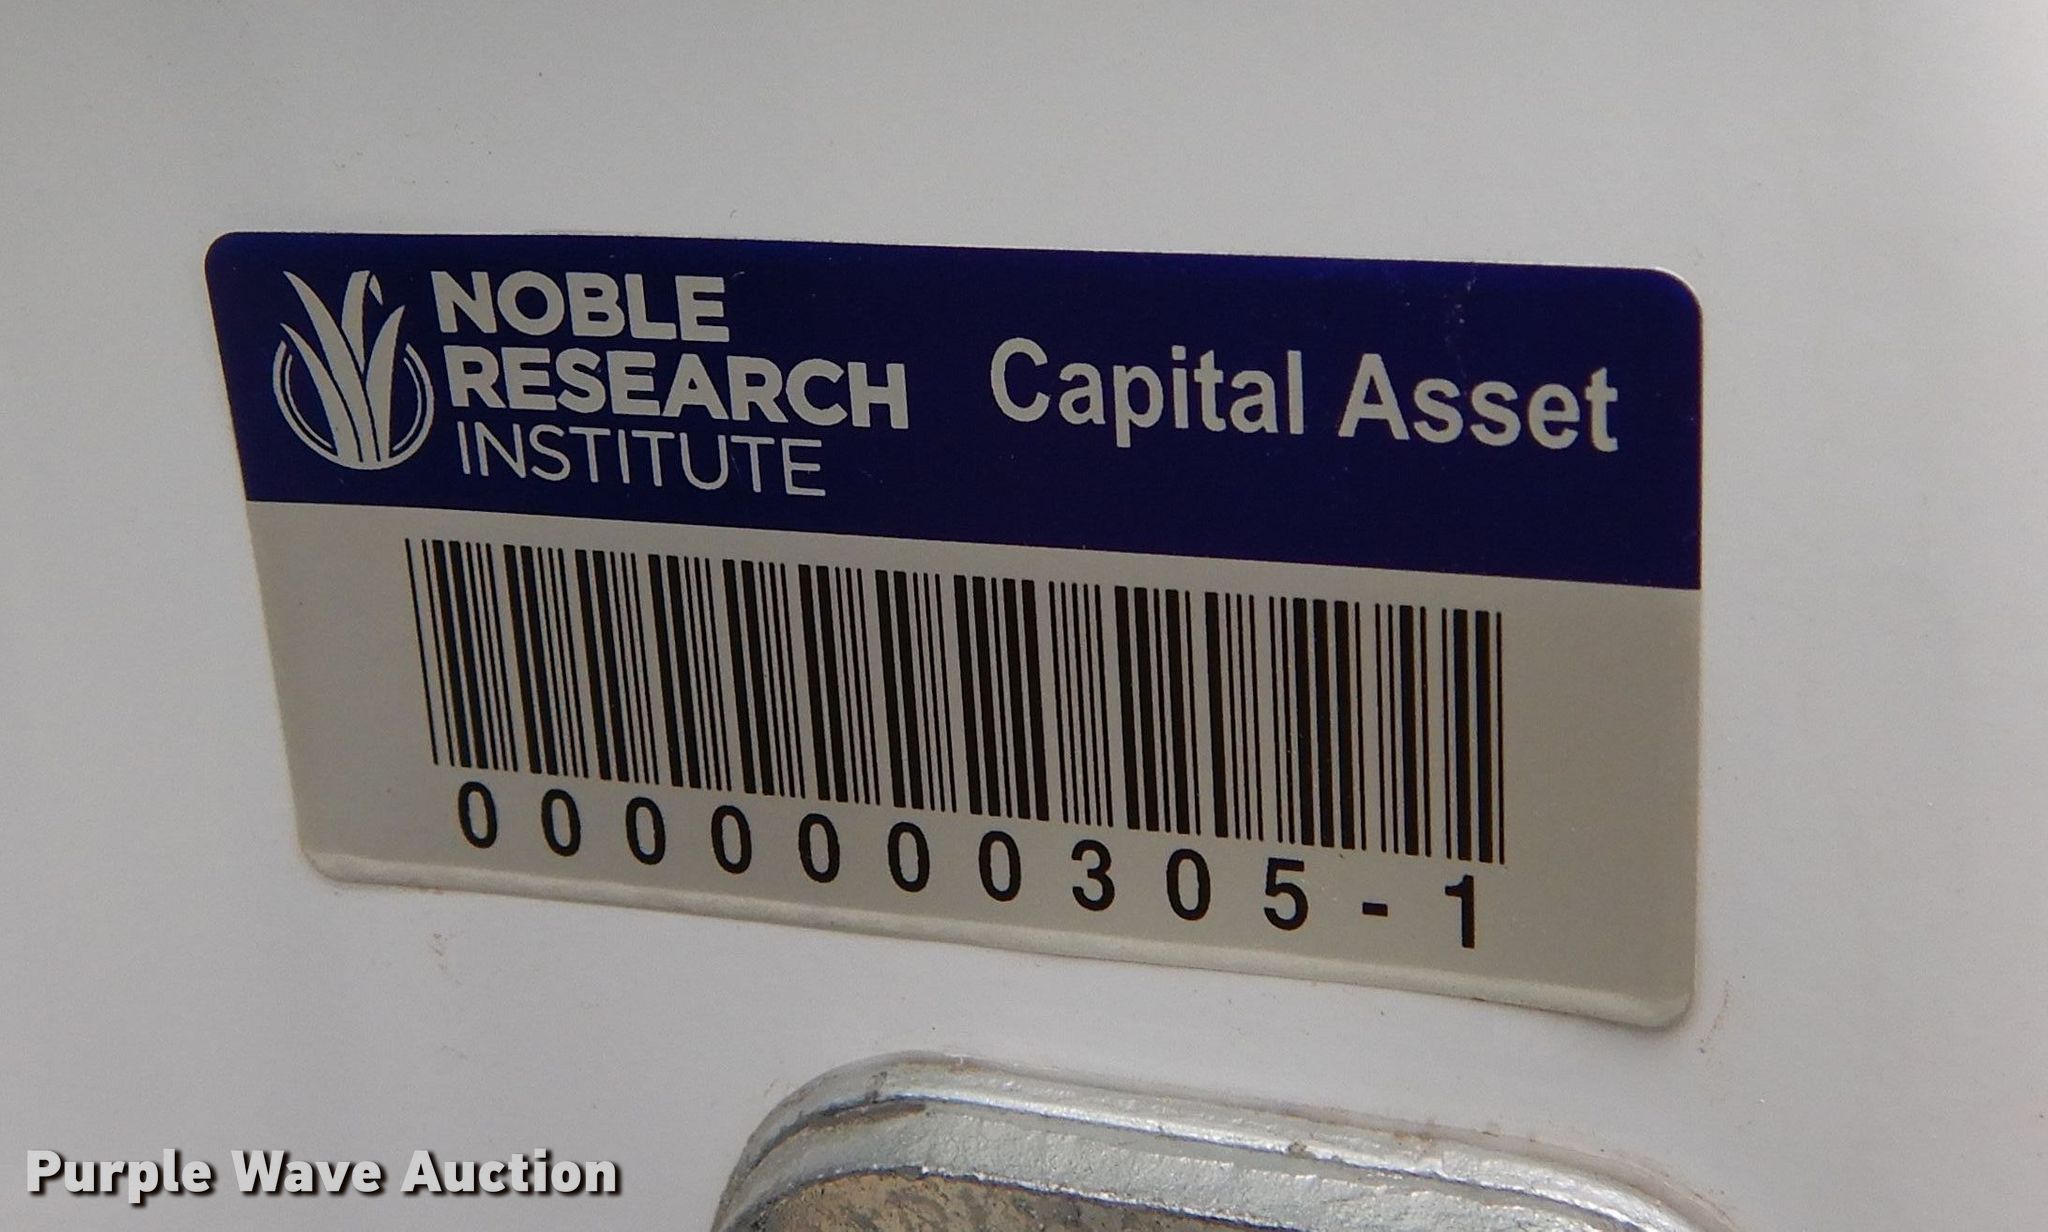 NOBLE
RESEARCH
INSTITUTE
Capital Asset
0000000305-1
Purple Wave Auction